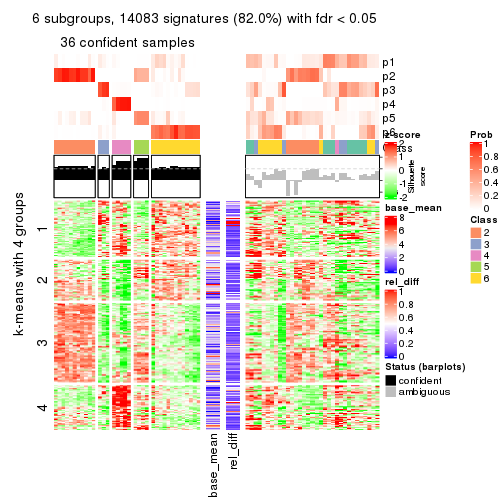 6 subgroups, 14083 signatures (82.0%) with fdr < 0.05
36 confident samples
p1
p2
p3
p4
p5
p6
Class
Silhouette
score
k-means with 4 groups
1
2
3
4
base_mean
rel_diff
z-score
2
1
0
-1
-2
base_mean
8
6
4
2
0
rel_diff
1
0.8
0.6
0.4
0.2
0
Status (barplots)
confident
ambiguous
Prob
1
0.8
0.6
0.4
0.2
0
Class
2
3
4
5
6